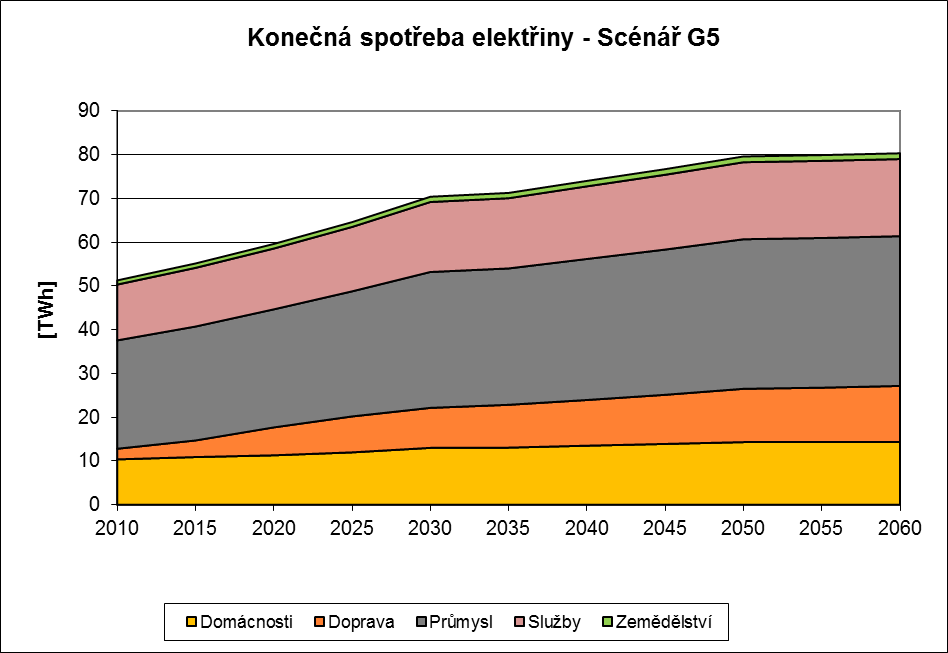 Konečná spotřeba elektřiny - Scénář G5
[TWh]
90
80
70
60
50
40
30
20
10
0
2010 2015 2020 2025 2030 2035 2040 2045 2050 2055 2060
Domácnosti Doprava Průmysl Služby Zemědělství